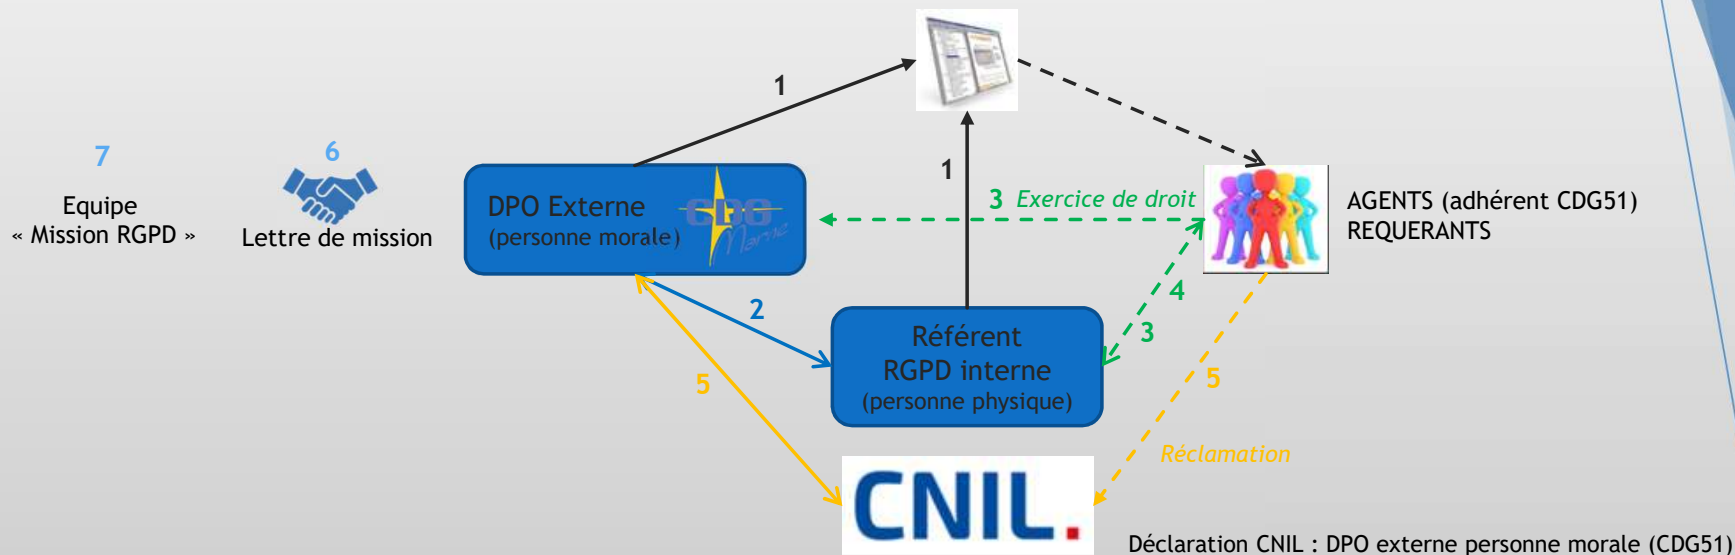 1
7
6
1
Equipe
« Mission RGPD »
Lettre de mission
DPO Externe
(personne morale)
CDG
Marne
3 Exercice de droit
AGENTS (adhérent CDG51)
REQUERANTS
2
4
3
Référent
RGPD interne
(personne physique)
5
5
Réclamation
CNIL.
Déclaration CNIL : DPO externe personne morale (CDG51)